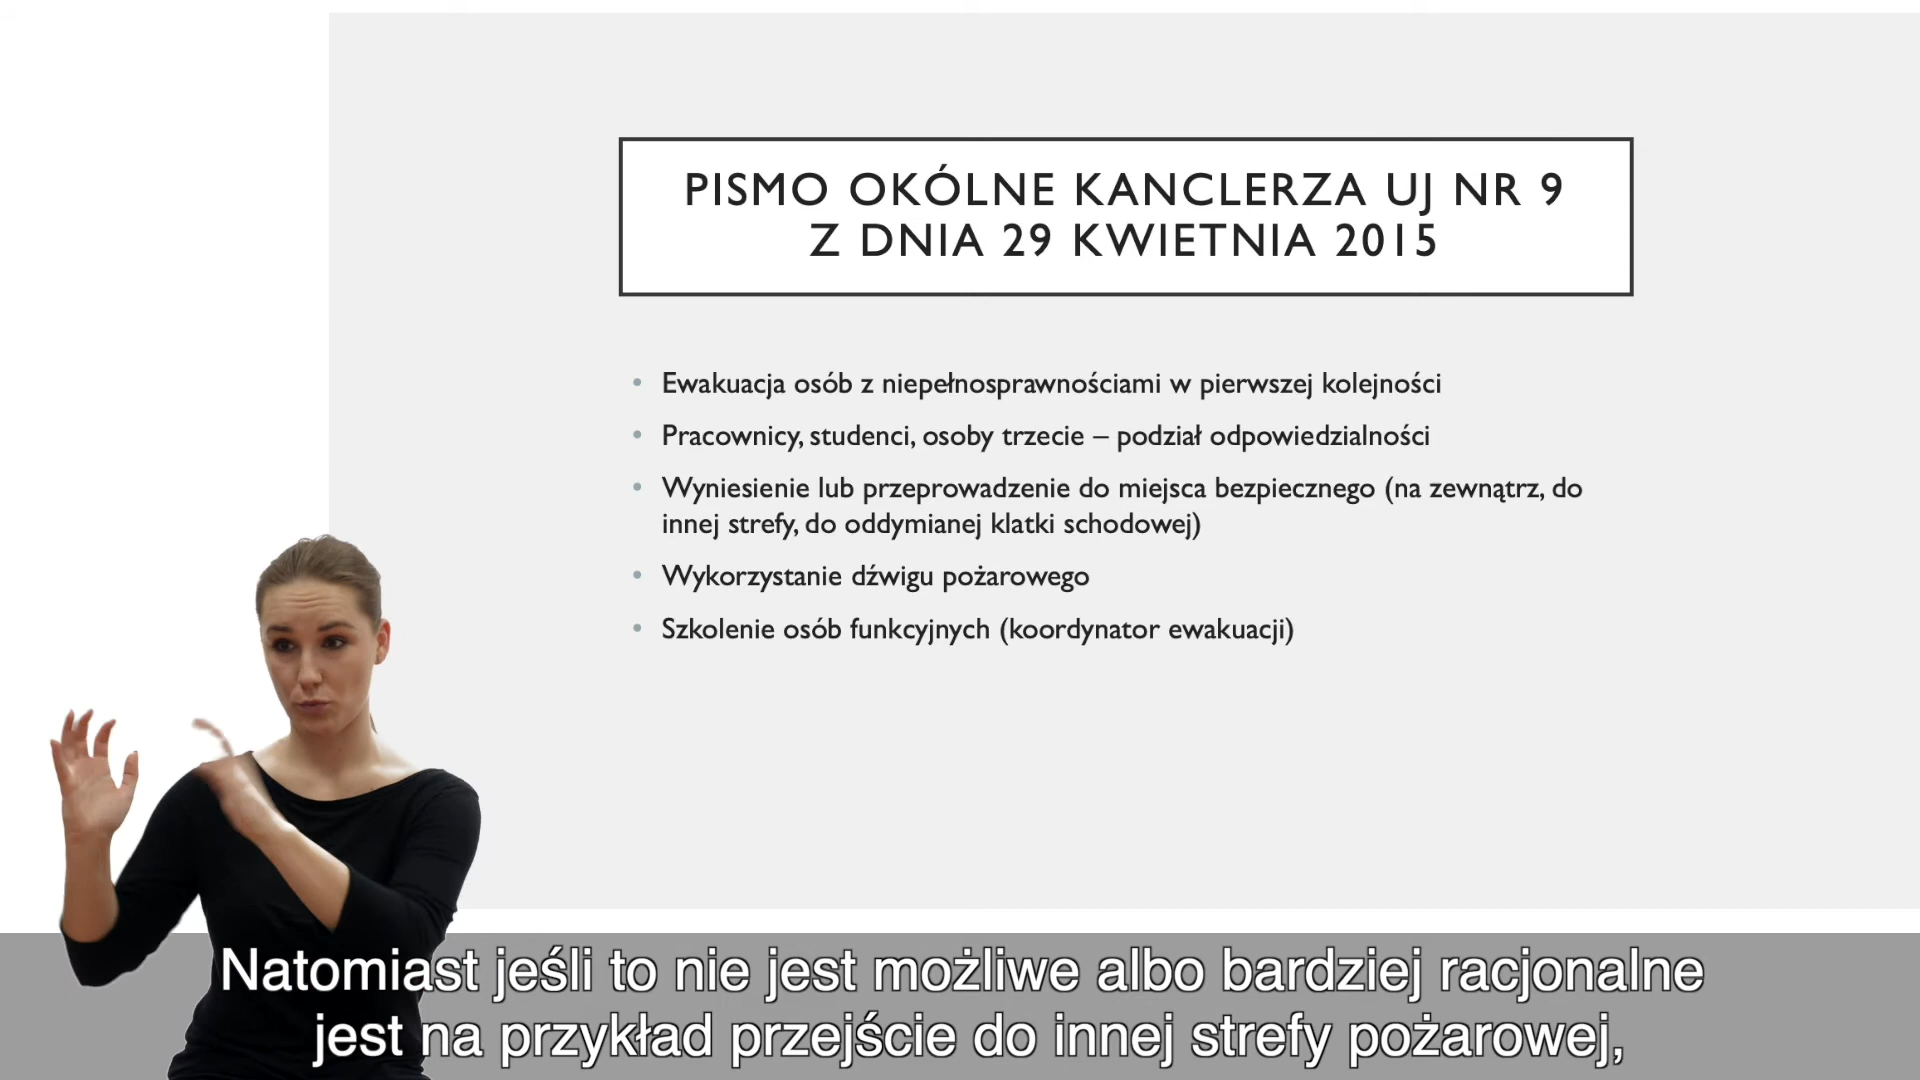 PISMO OKÓLNE KANCLERZA UJ NR 9
Z DNIA 29 KWIETNIA 2015
• Ewakuacja osób z niepełnosprawnościami w pierwszej kolejności
• Pracownicy, studenci, osoby trzecie – podział odpowiedzialności
• Wyniesienie lub przeprowadzenie do miejsca bezpiecznego (na zewnątrz, do
innej strefy, do oddymianej klatki schodowej)
• Wykorzystanie dźwigu pożarowego
• Szkolenie osób funkcyjnych (koordynator ewakuacji)
Natomiast jeśli to nie jest możliwe albo bardziej racjonalne
jest na przykład przejście do innej strefy pożarowej,